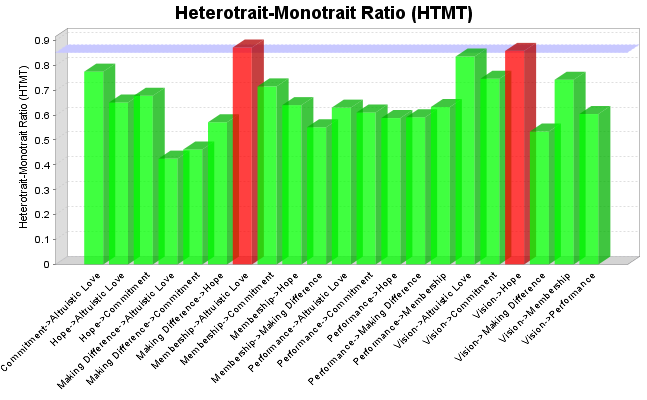 Heterotrait-Monotrait Ratio (HTMT)
Heterotrait-Monotrait Ratio (HTMT)
0.9
0.8
0.7
0.6
0.5
0.4
0.3
0.2
0.1
0
Commitment->Altruistic Love
Hope->Altruistic Love
Hope->Commitment
Making Difference->Altruistic Love
Making Difference->Commitment
Making Difference->Hope
Membership->Altruistic Love
Membership->Commitment
Membership->Hope
Membership->Making Difference
Performance->Altruistic Love
Performance->Commitment
Performance->Hope
Performance->Making Difference
Performance->Membership
Vision->Altruistic Love
Vision->Commitment
Vision->Hope
Vision->Making Difference
Vision->Membership
Vision->Performance